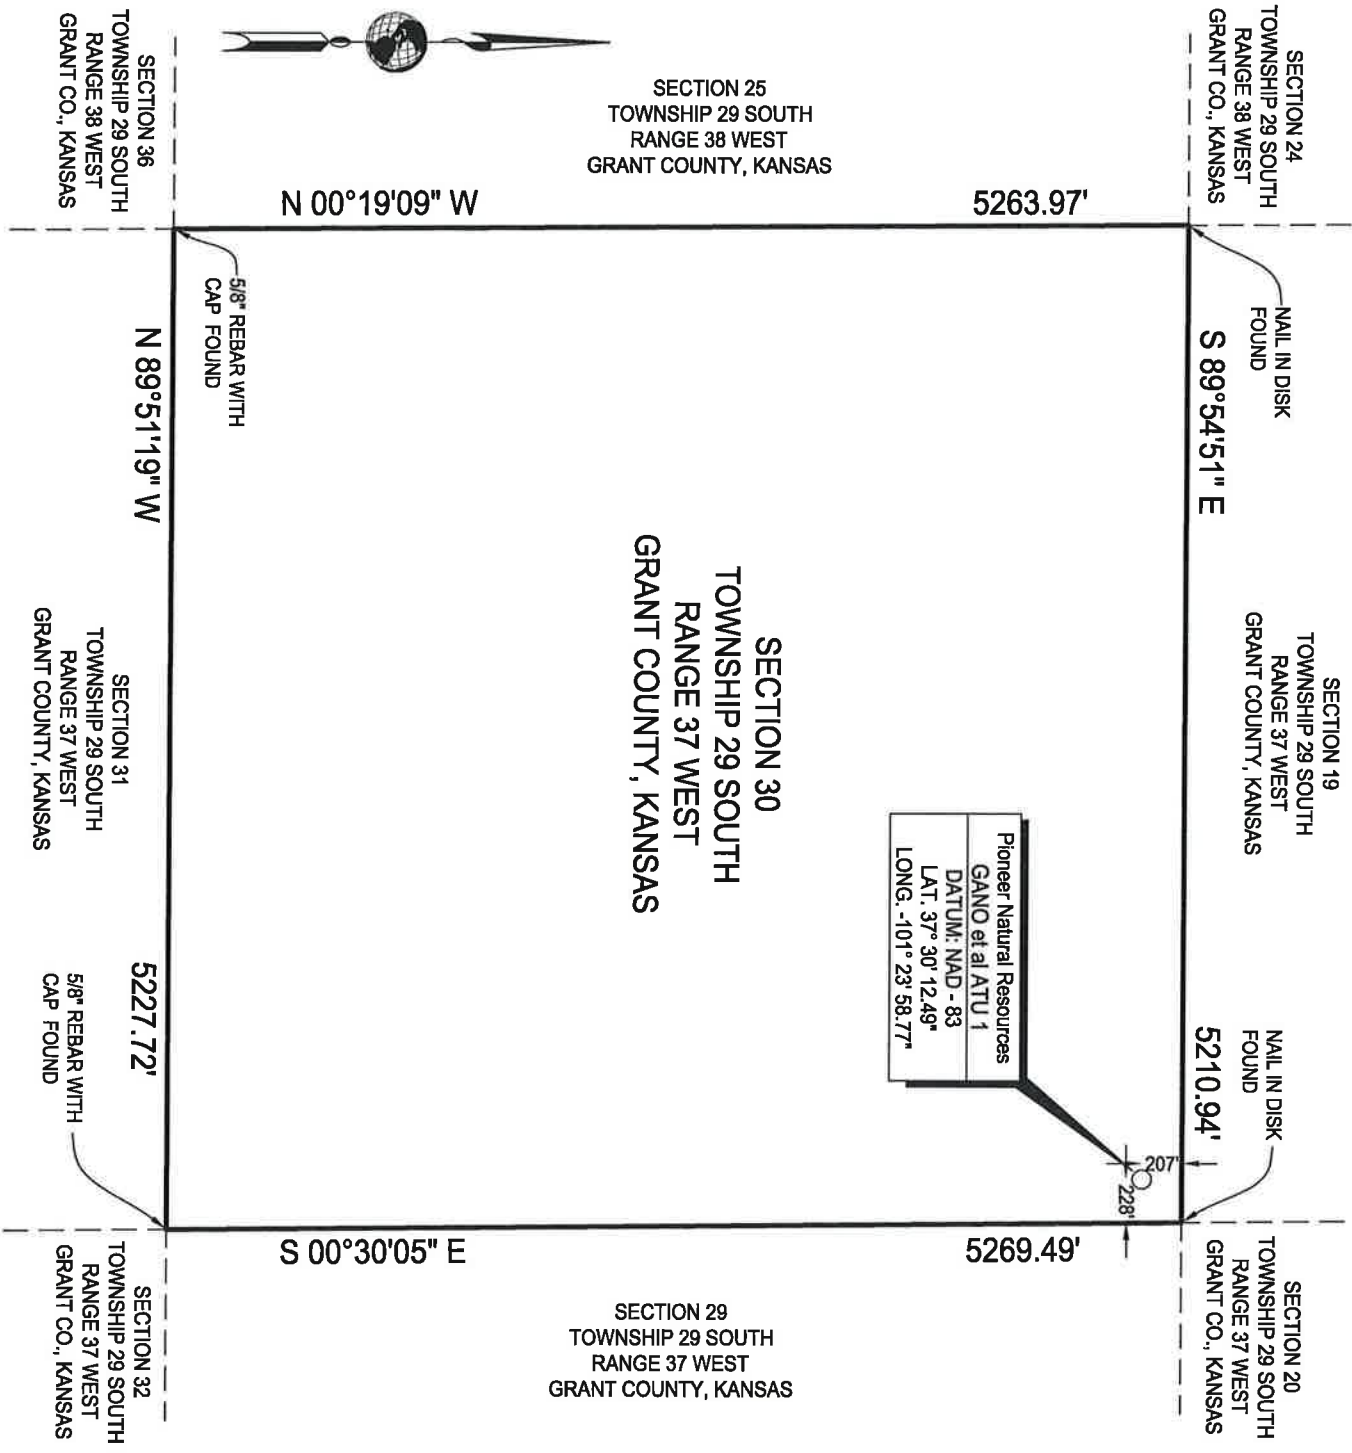 SECTION 24
TOWNSHIP 29 SOUTH
RANGE 38 WEST
GRANT CO., KANSAS
SECTION 19
TOWNSHIP 29 SOUTH
RANGE 37 WEST
GRANT COUNTY, KANSAS
SECTION 20
TOWNSHIP 29 SOUTH
RANGE 37 WEST
GRANT CO., KANSAS
NAIL IN DISK
FOUND
NAIL IN DISK
FOUND
S 89°54'51" E
5210.94'
SECTION 25
TOWNSHIP 29 SOUTH
RANGE 38 WEST
GRANT COUNTY, KANSAS
N 00°19'09" W
5263.97'
207'
228'
Pioneer Natural Resources
GANO et al ATU 1
DATUM: NAD - 83
LAT. 37° 30' 12.49"
LONG. -101° 23' 58.77"
SECTION 30
TOWNSHIP 29 SOUTH
RANGE 37 WEST
GRANT COUNTY, KANSAS
S 00°30'05" E
5269.49'
SECTION 29
TOWNSHIP 29 SOUTH
RANGE 37 WEST
GRANT COUNTY, KANSAS
5/8" REBAR WITH
CAP FOUND
N 89°51'19" W
5227.72'
5/8" REBAR WITH
CAP FOUND
SECTION 36
TOWNSHIP 29 SOUTH
RANGE 38 WEST
GRANT CO., KANSAS
SECTION 31
TOWNSHIP 29 SOUTH
RANGE 37 WEST
GRANT COUNTY, KANSAS
SECTION 32
TOWNSHIP 29 SOUTH
RANGE 37 WEST
GRANT CO., KANSAS